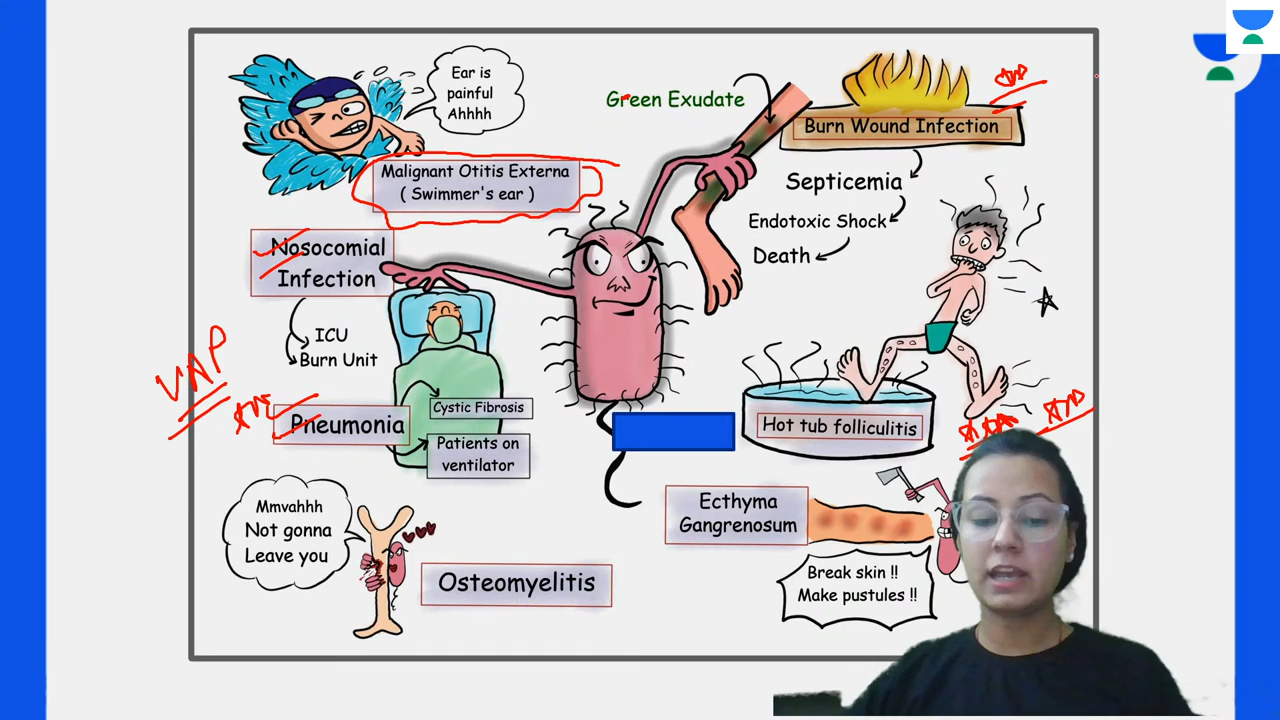 Ear is
painful
Ahhhh
Green Exudate
Burn Wound Infection
Malignant Otitis Externa
( Swimmer's ear )
Septicemia
Endotoxic Shock
Death
Nosocomial
Infection
ICU
Burn Unit
VAP
Pneumonia
Cystic Fibrosis
Patients on
ventilator
Hot tub folliculitis
Mmvahhh
Not gonna
Leave you
Osteomyelitis
Ecthyma
Gangrenosum
Break skin !!
Make pustules !!